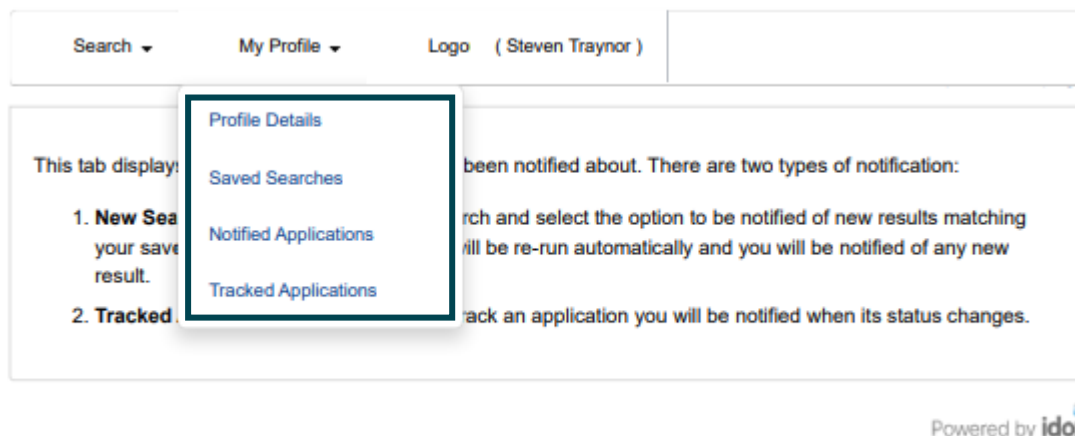 Search My Profile Logo ( Steven Traynor )
Profile Details
Saved Searches
Notified Applications
Tracked Applications
This tab displays been notified about. There are two types of notification:
1. New Sea rch and select the option to be notified of new results matching
your save will be re-run automatically and you will be notified of any new
result.
2. Tracked rack an application you will be notified when its status changes.
Powered by ido